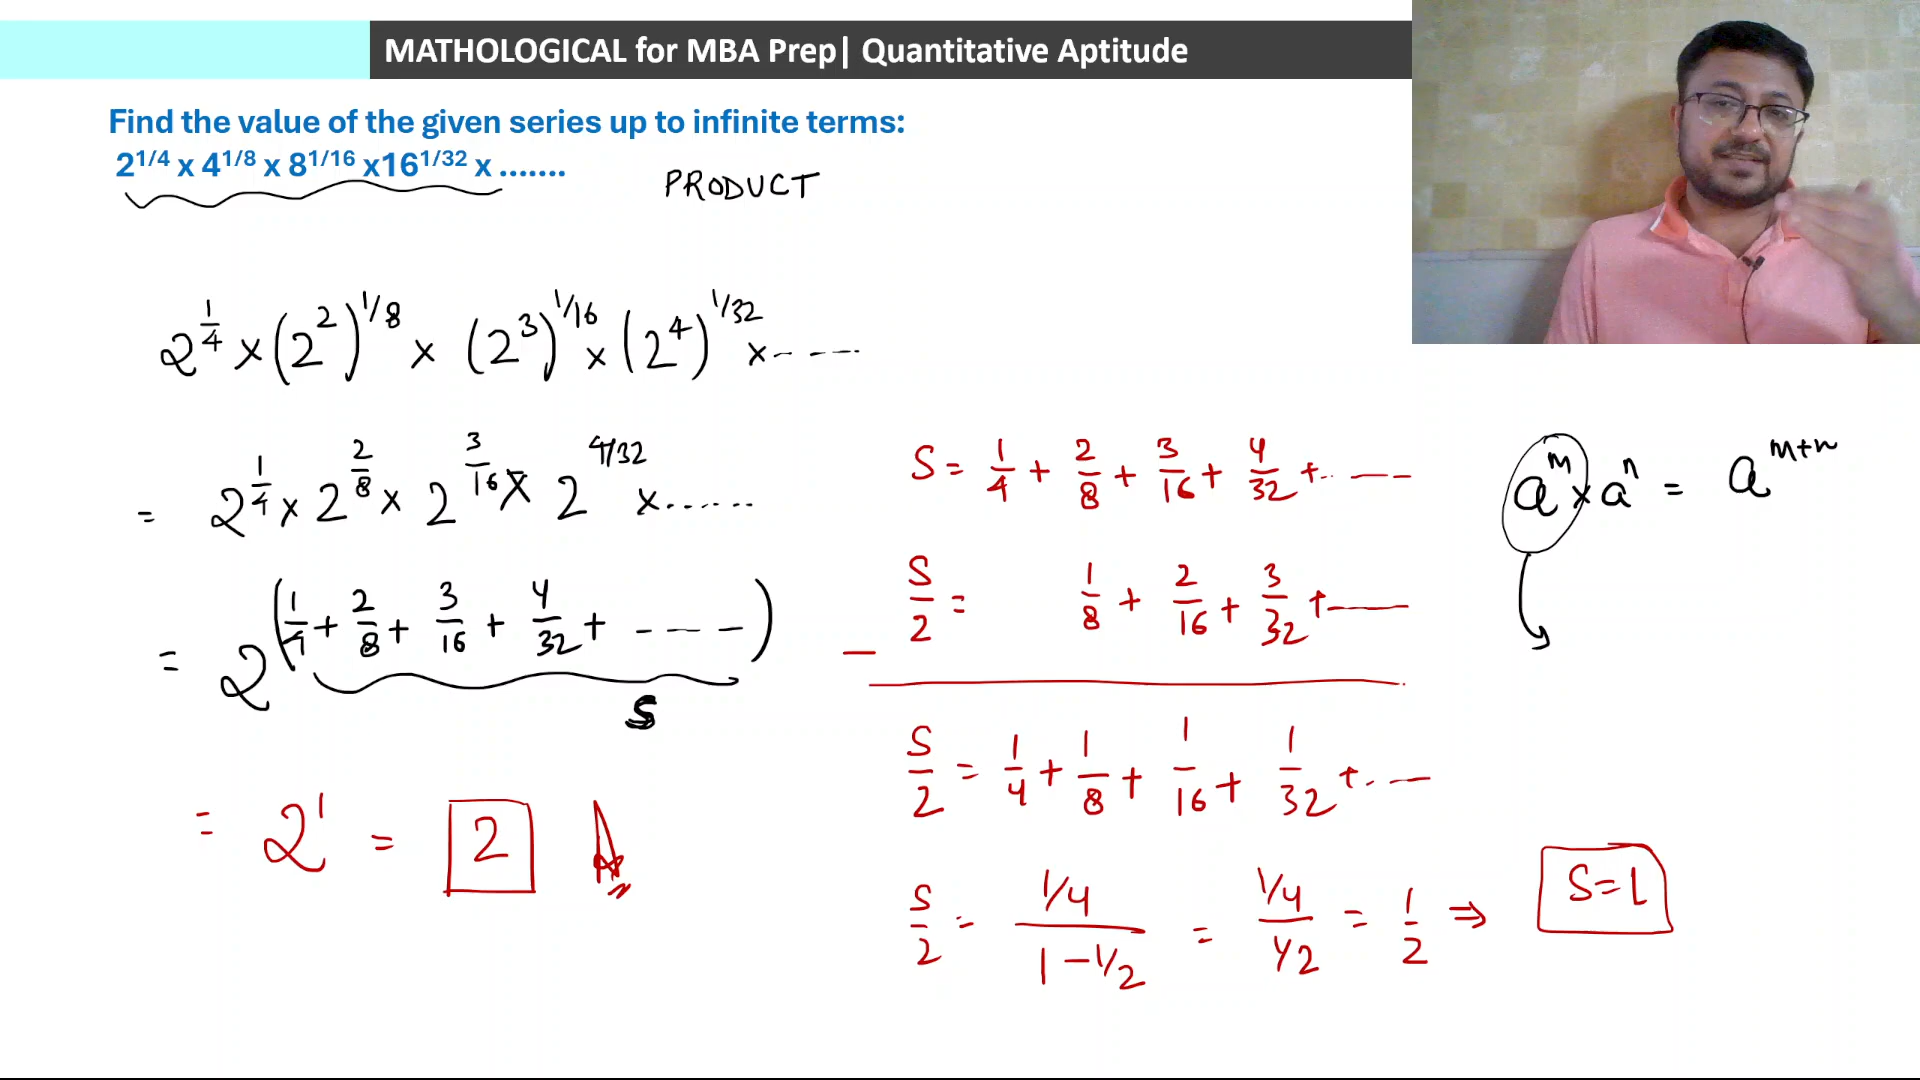 MATHOLOGICAL for MBA Prep| Quantitative Aptitude
Find the value of the given series up to infinite terms:
2^1/4 x 4^1/8 x 8^1/16 x16^1/32 x .......
PRODUCT
2^(1/4) × (2^2)^1/8 × (2^3)^1/16 × (2^4)^1/32 × -----
= 2^(1/4) × 2^(2/8) × 2^(3/16) × 2^4/32 × ......
= 2^(1/4 + 2/8 + 3/16 + 4/32 + ----)
S
= 2^1 = 2
S = 1/4 + 2/8 + 3/16 + 4/32 + ....
S/2 = 1/8 + 2/16 + 3/32 + ----
−
S/2 = 1/4 + 1/8 + 1/16 + 1/32 + ....
S/2 = (1/4)/(1 − 1/2) = (1/4)/(1/2) = 1/2 ⇒ S=1
a^m × a^n = a^(m+n)